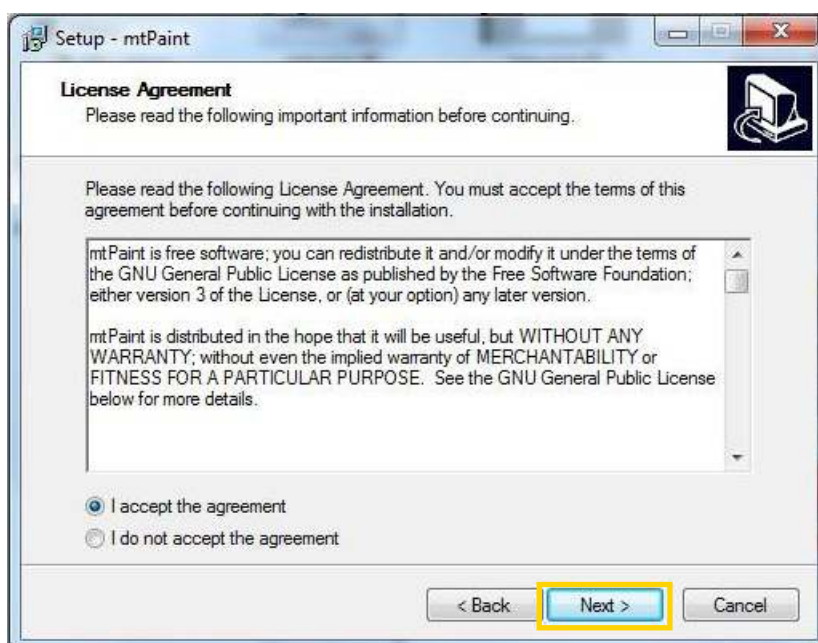 Setup - mtPaint
License Agreement
Please read the following important information before continuing.
Please read the following License Agreement. You must accept the terms of this
agreement before continuing with the installation.
mtPaint is free software; you can redistribute it and/or modify it under the terms of
the GNU General Public License as published by the Free Software Foundation;
either version 3 of the License, or (at your option) any later version.
mtPaint is distributed in the hope that it will be useful, but WITHOUT ANY
WARRANTY; without even the implied warranty of MERCHANTABILITY or
FITNESS FOR A PARTICULAR PURPOSE.  See the GNU General Public License
below for more details.
I accept the agreement
I do not accept the agreement
< Back Next > Cancel